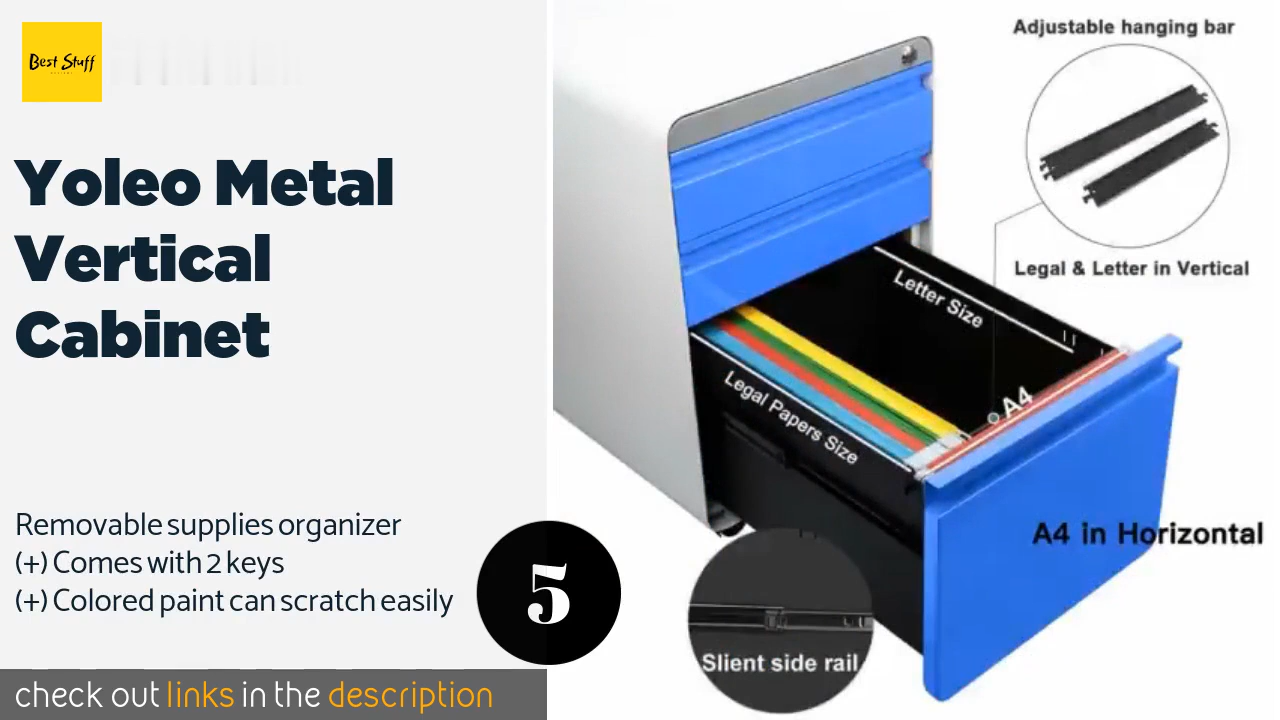 Best Stuff
Yoleo Metal
Vertical
Cabinet
Removable supplies organizer
(+) Comes with 2 keys
(+) Colored paint can scratch easily
5
check out links in the description
Adjustable hanging bar
Legal & Letter in Vertical
Letter Size
Legal Papers Size
A4
A4 in Horizontal
Slient side rail